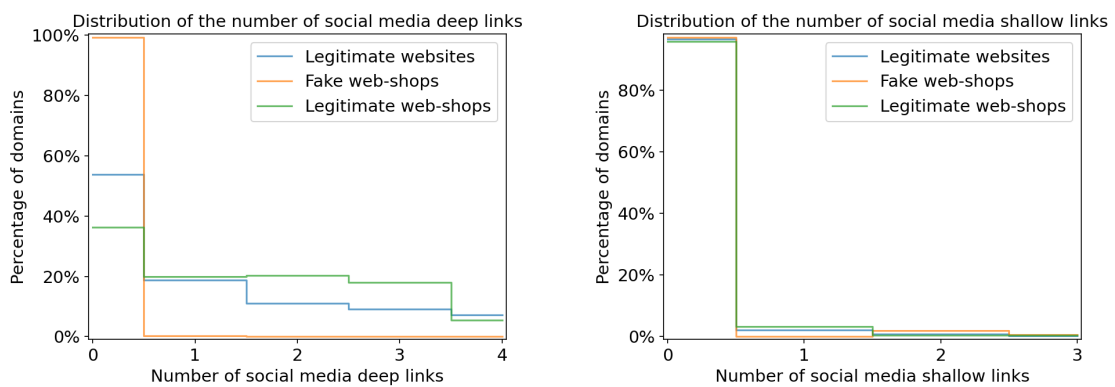 Distribution of the number of social media deep links
100%
80%
60%
40%
20%
0%
Percentage of domains
Legitimate websites
Fake web-shops
Legitimate web-shops
0 1 2 3 4
Number of social media deep links
Distribution of the number of social media shallow links
80%
60%
40%
20%
0%
Percentage of domains
Legitimate websites
Fake web-shops
Legitimate web-shops
0 1 2 3
Number of social media shallow links